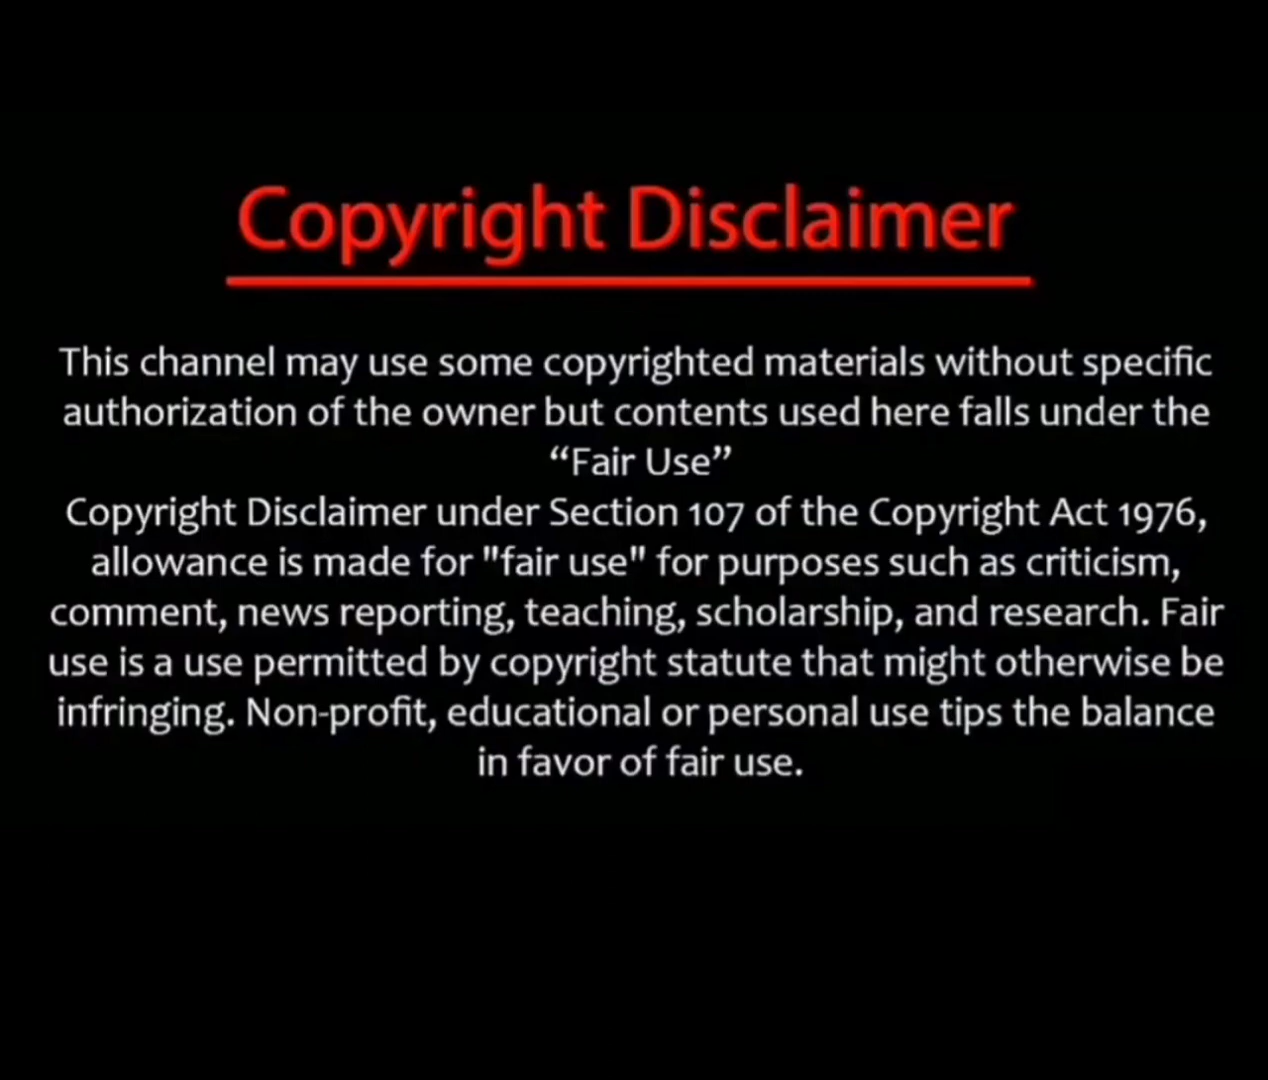 Copyright Disclaimer
This channel may use some copyrighted materials without specific
authorization of the owner but contents used here falls under the
“Fair Use”
Copyright Disclaimer under Section 107 of the Copyright Act 1976,
allowance is made for "fair use" for purposes such as criticism,
comment, news reporting, teaching, scholarship, and research. Fair
use is a use permitted by copyright statute that might otherwise be
infringing. Non-profit, educational or personal use tips the balance
in favor of fair use.